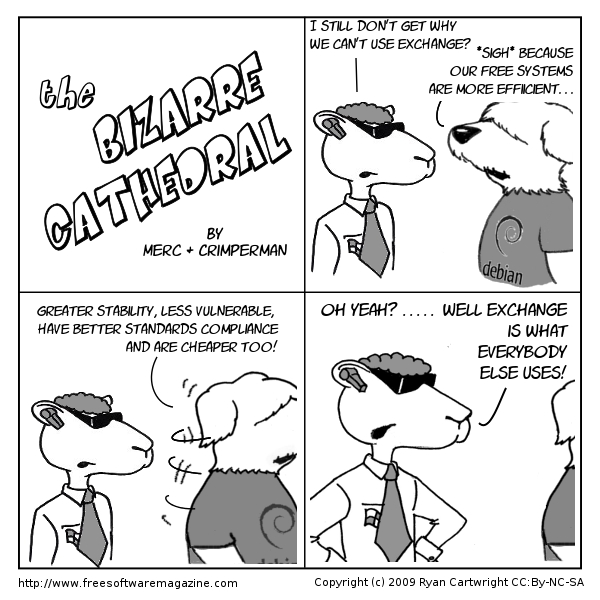 the
BIZARRE
CATHEDRAL
BY
MERC + CRIMPERMAN
I STILL DON'T GET WHY
WE CAN'T USE EXCHANGE?
*SIGH* BECAUSE
OUR FREE SYSTEMS
ARE MORE EFFIICIENT...
debian
GREATER STABILITY, LESS VULNERABLE,
HAVE BETTER STANDARDS COMPLIANCE
AND ARE CHEAPER TOO!
OH YEAH? ..... WELL EXCHANGE
IS WHAT
EVERYBODY
ELSE USES!
http://www.freesoftwaremagazine.com
Copyright (c) 2009 Ryan Cartwright CC:By-NC-SA